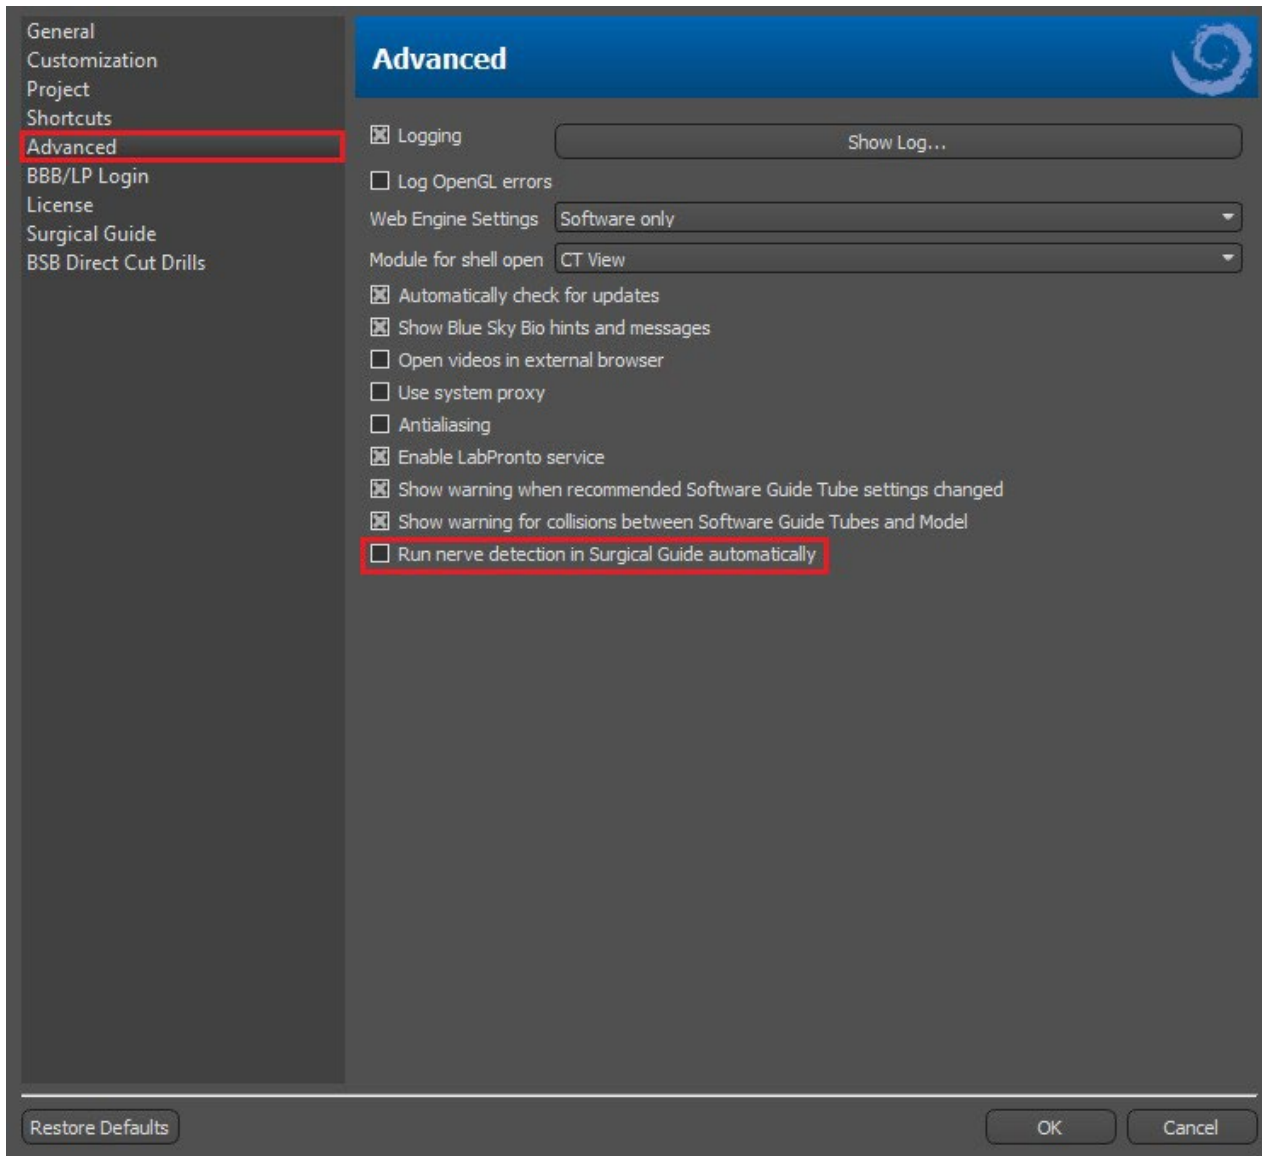 General
Customization
Project
Shortcuts
Advanced
BBB/LP Login
License
Surgical Guide
BSB Direct Cut Drills
Advanced
Logging
Show Log...
Log OpenGL errors
Web Engine Settings Software only
Module for shell open CT View
Automatically check for updates
Show Blue Sky Bio hints and messages
Open videos in external browser
Use system proxy
Antialiasing
Enable LabPronto service
Show warning when recommended Software Guide Tube settings changed
Show warning for collisions between Software Guide Tubes and Model
Run nerve detection in Surgical Guide automatically
Restore Defaults
OK
Cancel